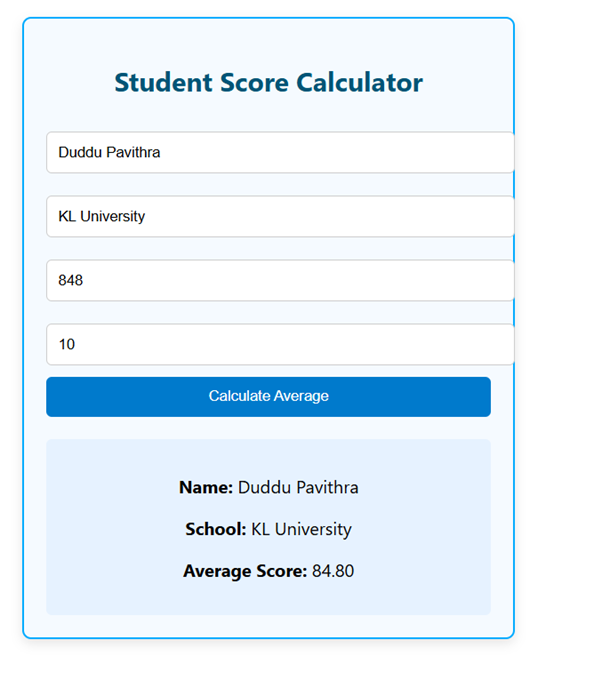 Student Score Calculator
Duddu Pavithra
KL University
848
10
Calculate Average
Name: Duddu Pavithra
School: KL University
Average Score: 84.80